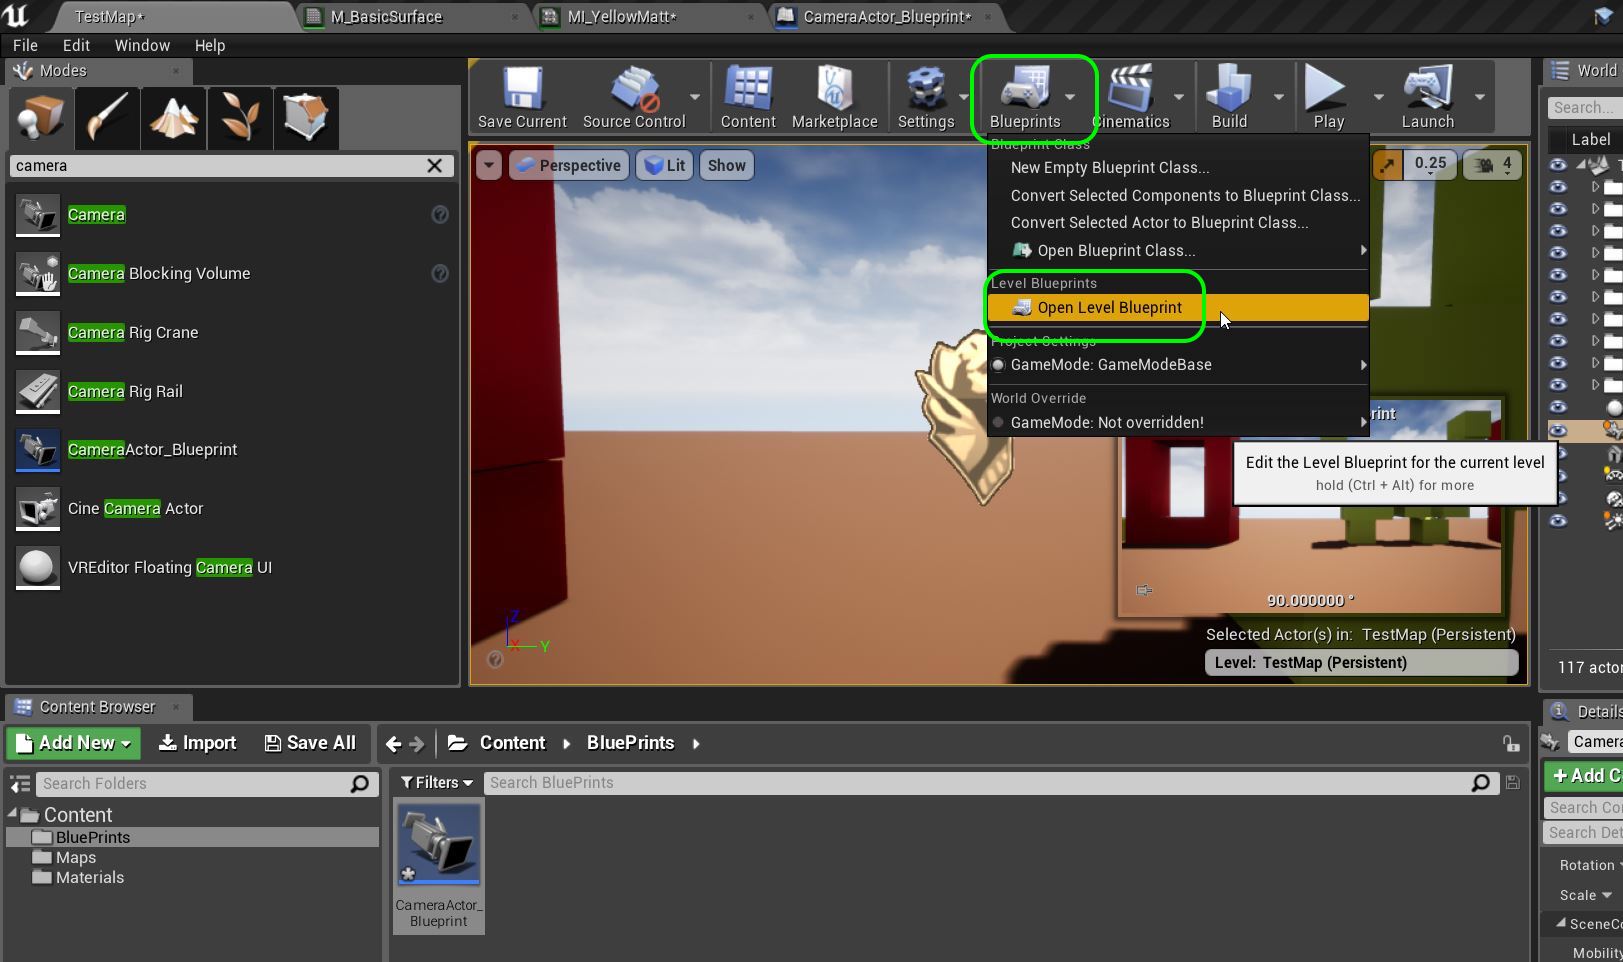 TestMap*
M_BasicSurface
MI_YellowMatt*
CameraActor_Blueprint*
File
Edit
Window
Help
Modes
Save Current
Source Control
Content
Marketplace
Settings
Blueprints
Cinematics
Build
Play
Launch
World
Search...
Label
camera
Perspective
Lit
Show
0.25
4
Camera
Camera Blocking Volume
Camera Rig Crane
Camera Rig Rail
CameraActor_Blueprint
Cine Camera Actor
VREditor Floating Camera UI
Blueprint Class
New Empty Blueprint Class...
Convert Selected Components to Blueprint Class...
Convert Selected Actor to Blueprint Class...
Open Blueprint Class...
Level Blueprints
Open Level Blueprint
Project Settings
GameMode: GameModeBase
World Override
GameMode: Not overridden!
rint
Edit the Level Blueprint for the current level
hold (Ctrl + Alt) for more
90.000000 °
Z
X
Y
Selected Actor(s) in: TestMap (Persistent)
Level: TestMap (Persistent)
117 actor
Content Browser
Add New
Import
Save All
Content
BluePrints
Search Folders
Filters
Search BluePrints
Content
BluePrints
Maps
Materials
CameraActor_
Blueprint
Details
Camera
+ Add C
Search Co
Search Det
Rotation
Scale
SceneCo
Mobility